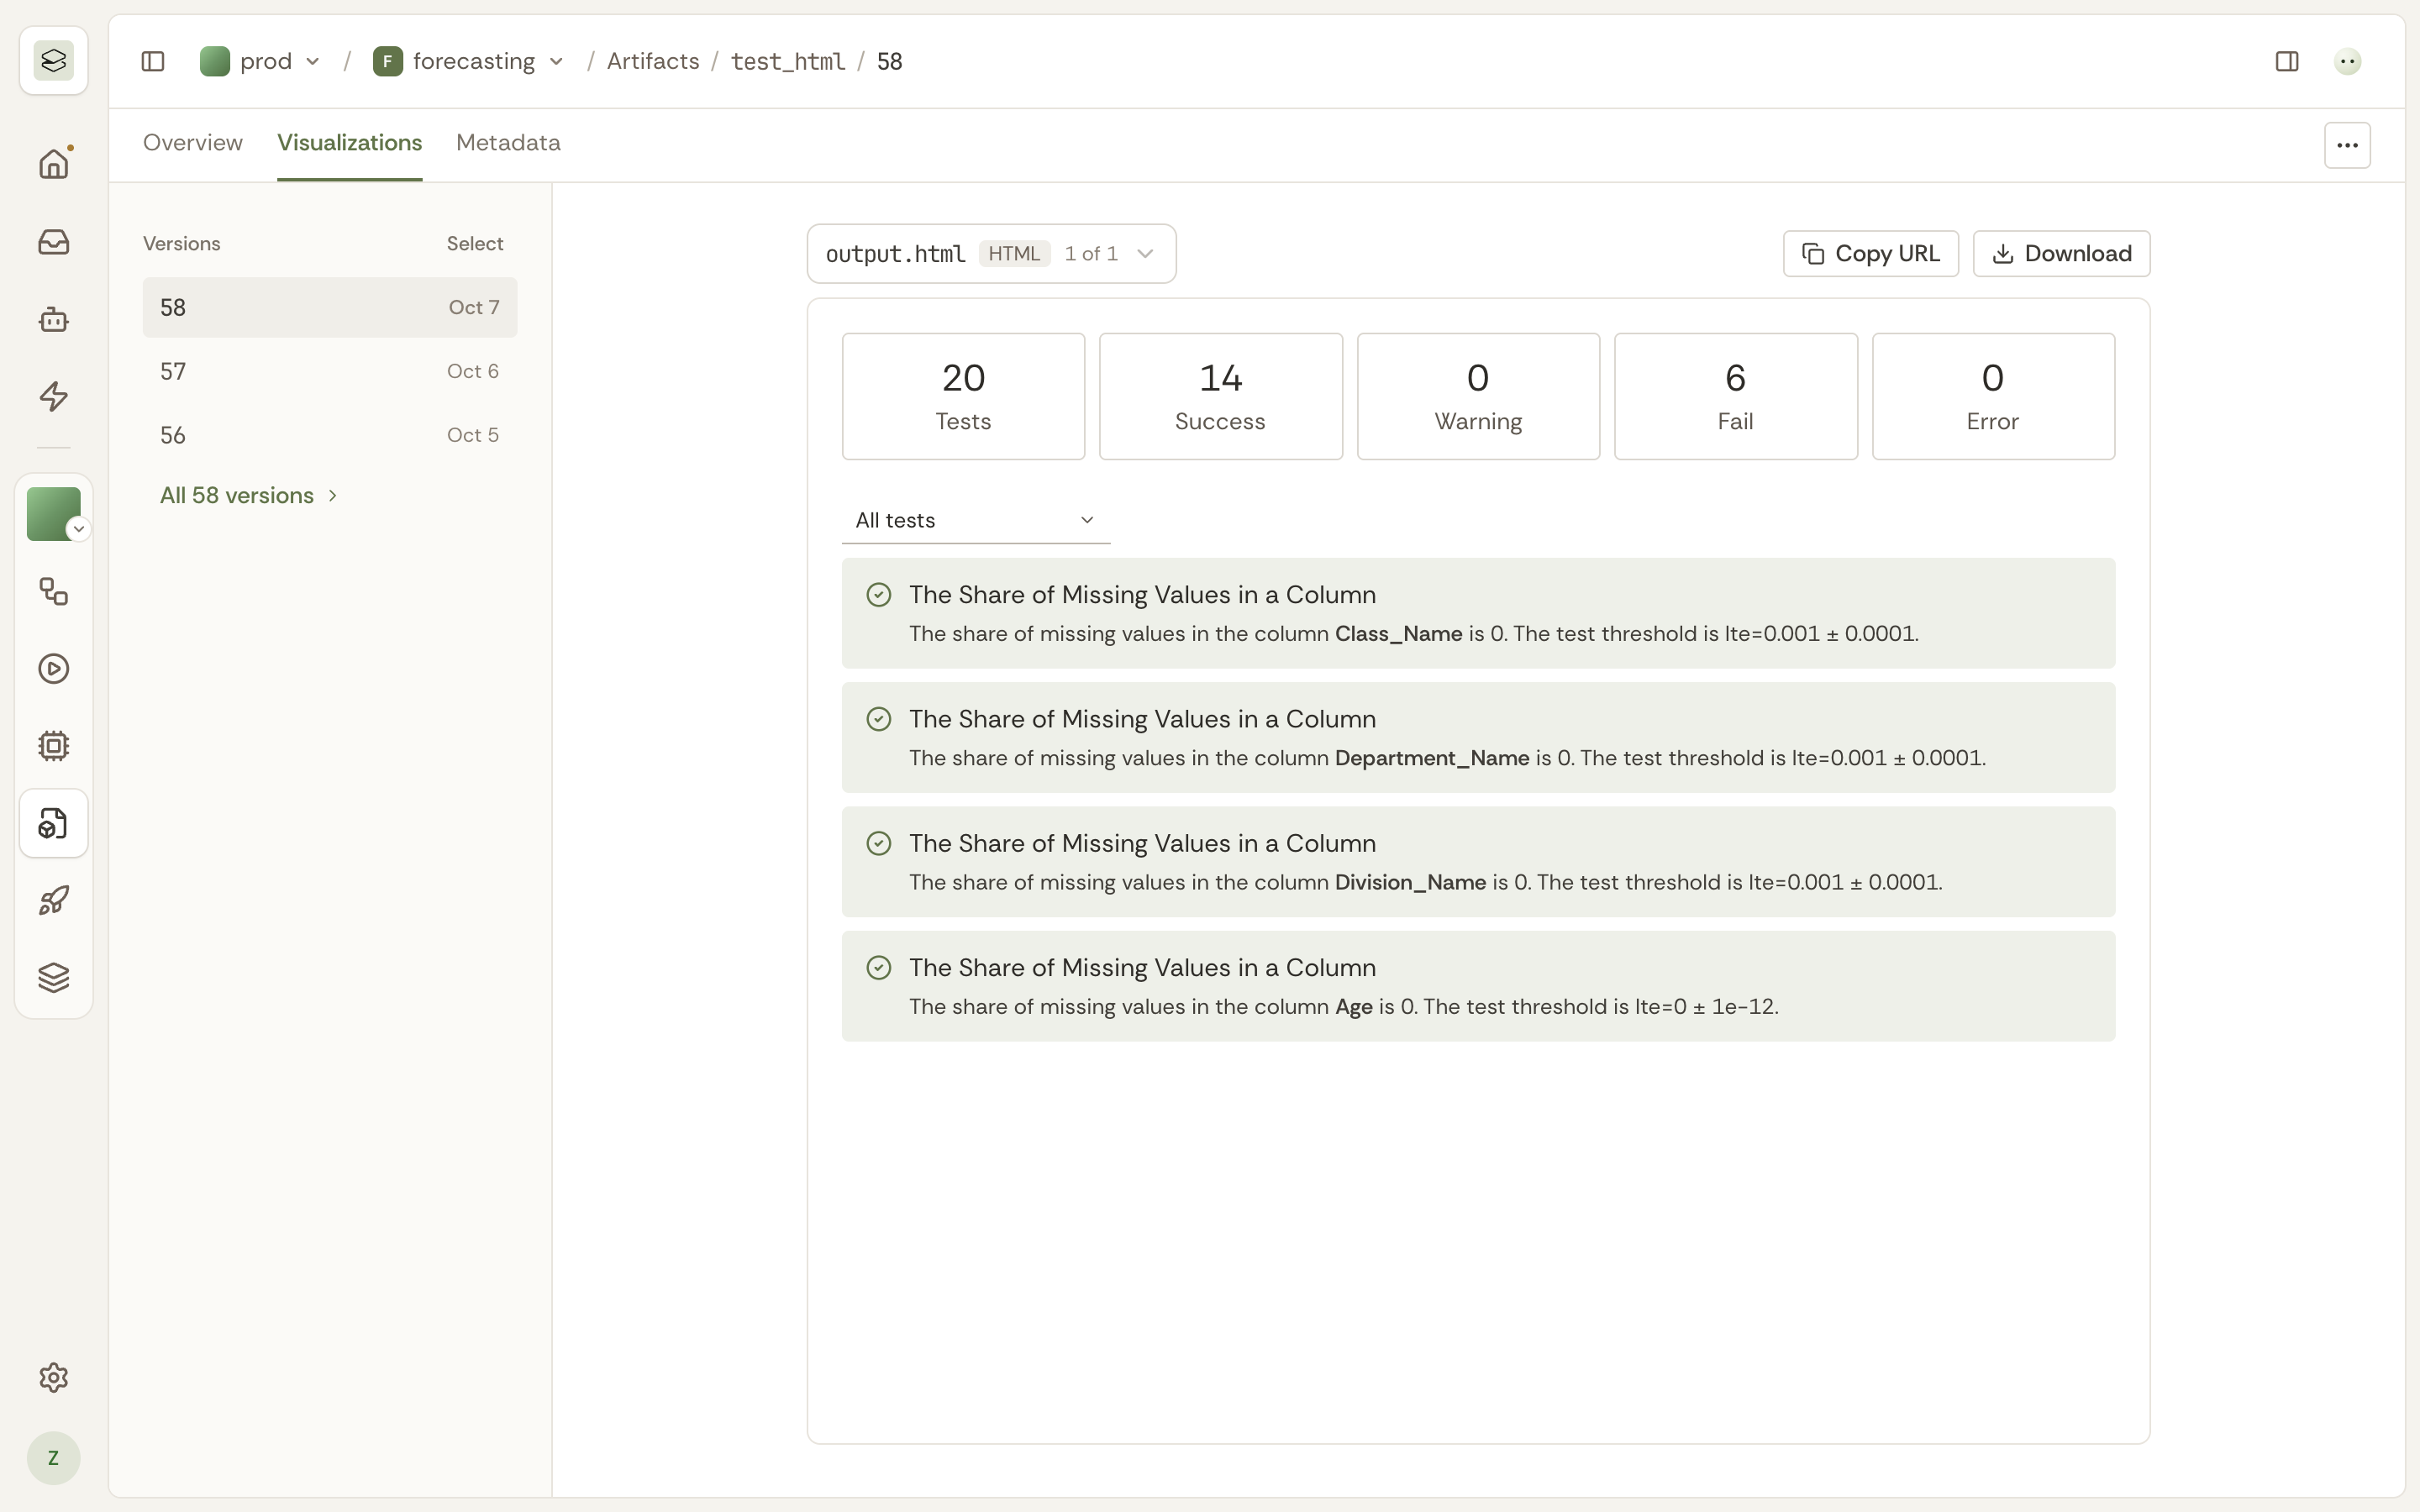 prod / F forecasting / Artifacts / test_html / 58
Overview Visualizations Metadata
Versions Select
58 Oct 7
57 Oct 6
56 Oct 5
All 58 versions
output.html HTML 1 of 1
Copy URL Download
20 14 0 6 0
Tests Success Warning Fail Error
All tests
The Share of Missing Values in a Column
The share of missing values in the column Class_Name is 0. The test threshold is lte=0.001 ± 0.0001.
The Share of Missing Values in a Column
The share of missing values in the column Department_Name is 0. The test threshold is lte=0.001 ± 0.0001.
The Share of Missing Values in a Column
The share of missing values in the column Division_Name is 0. The test threshold is lte=0.001 ± 0.0001.
The Share of Missing Values in a Column
The share of missing values in the column Age is 0. The test threshold is lte=0 ± 1e-12.
Z